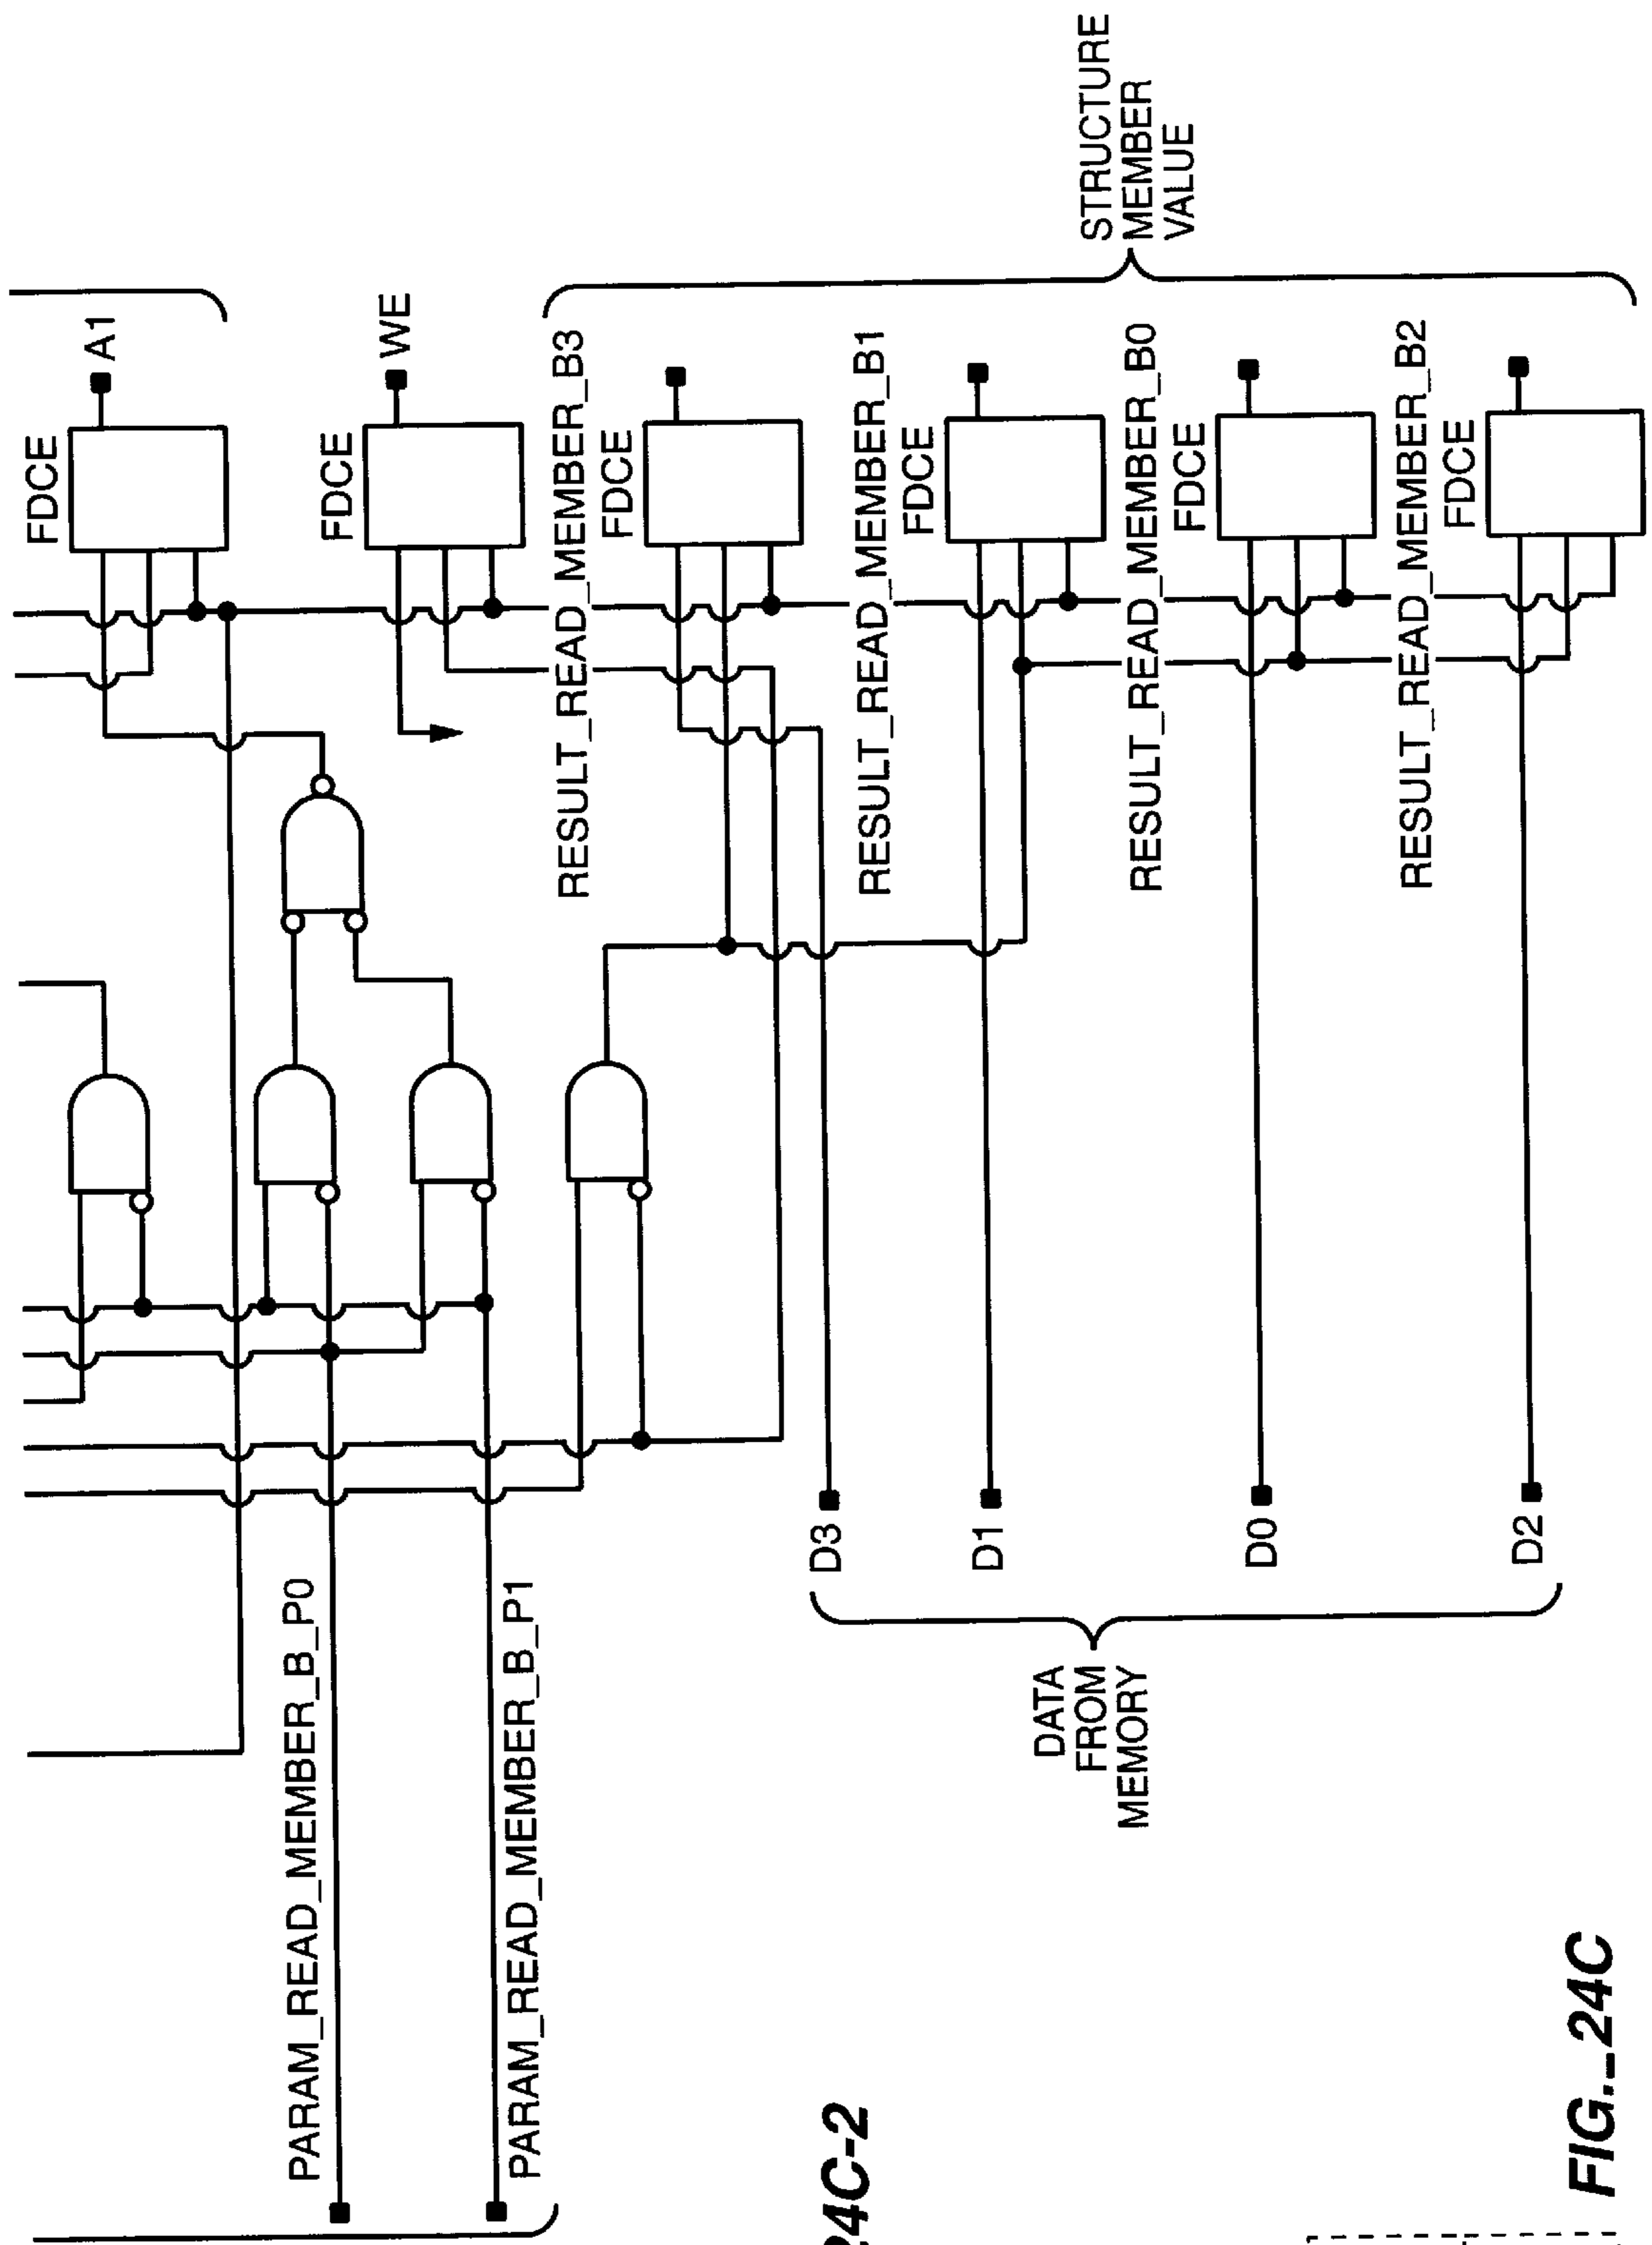 FDCE
A1
FDCE
WE
RESULT_READ_MEMBER_B3
FDCE
RESULT_READ_MEMBER_B1
FDCE
RESULT_READ_MEMBER_B0
FDCE
RESULT_READ_MEMBER_B2
FDCE
STRUCTURE
MEMBER
VALUE
PARAM_READ_MEMBER_B_P0
PARAM_READ_MEMBER_B_P1
D3
D1
D0
D2
DATA
FROM
MEMORY
24C-2
FIG._24C